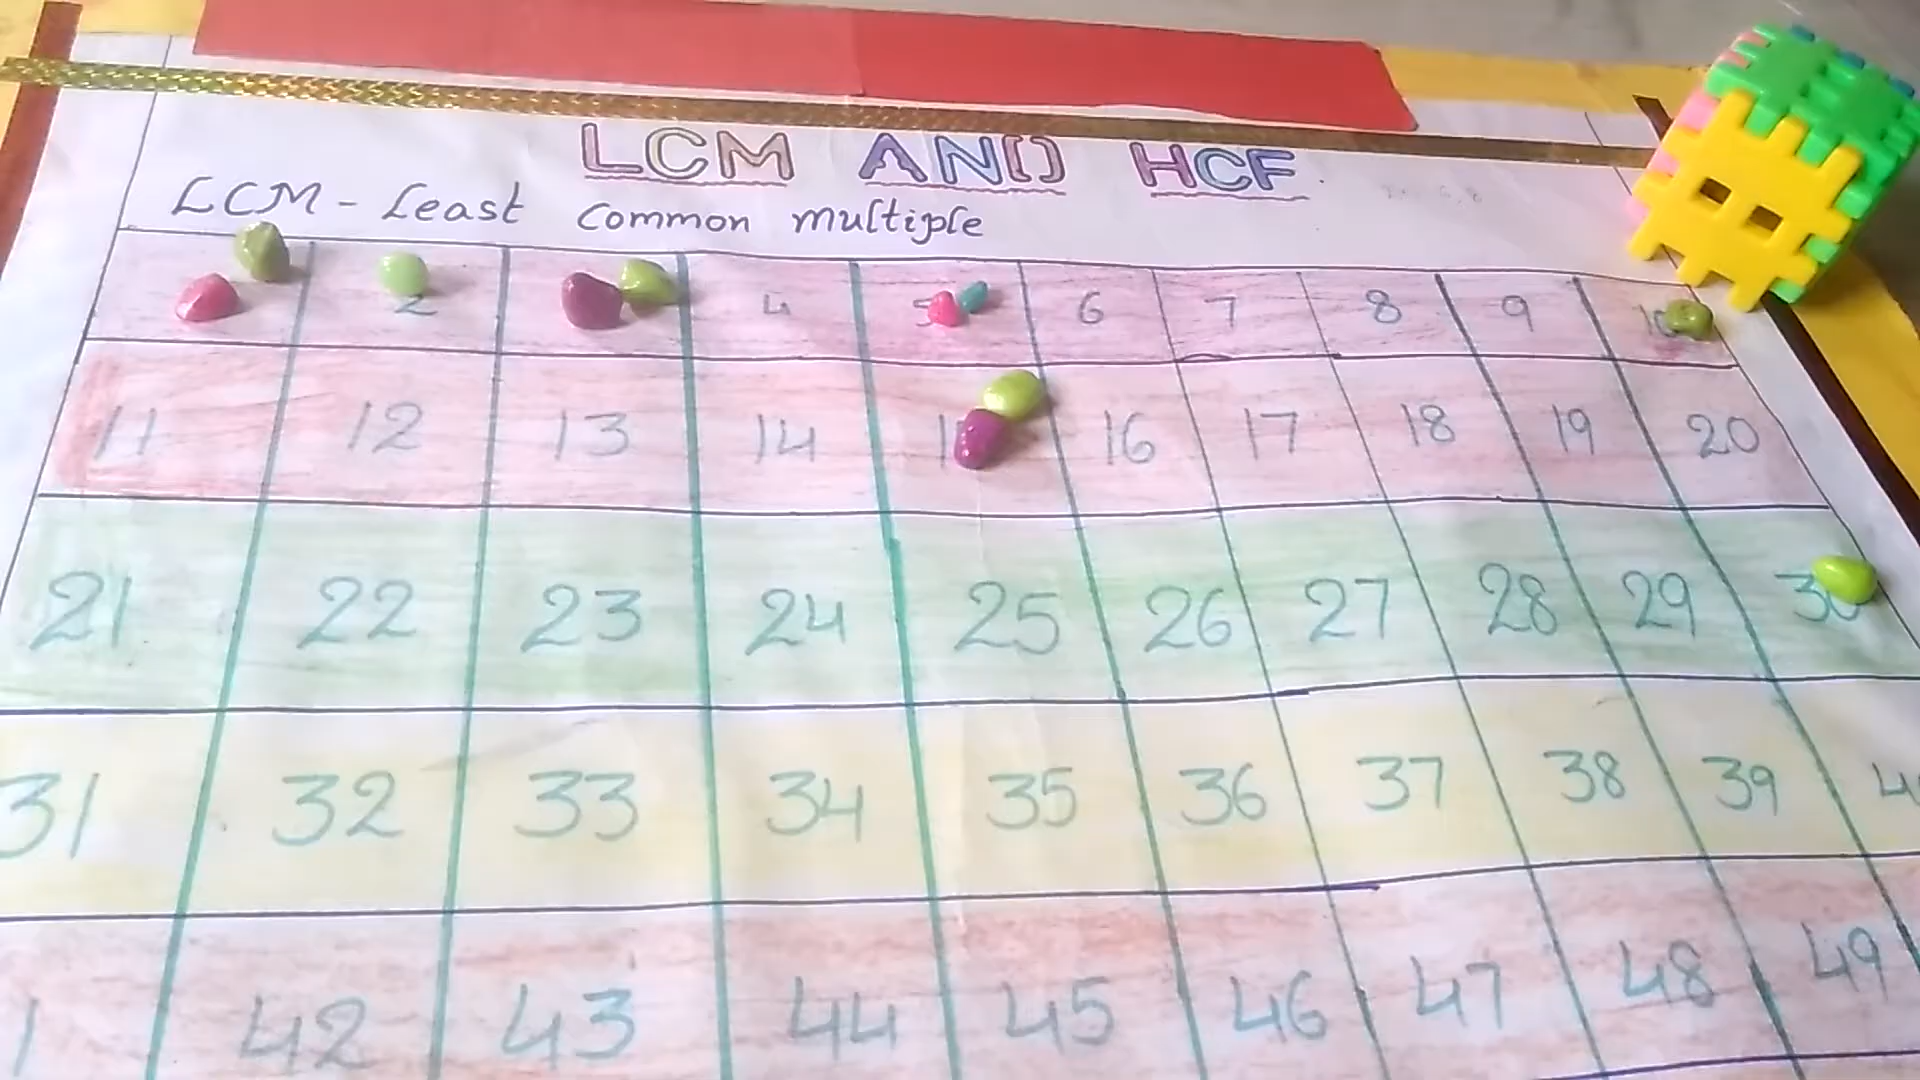 LCM AND HCF
LCM - Least common multiple
2 4 5 6 7 8 9 10
11 12 13 14 16 17 18 19 20
21 22 23 24 25 26 27 28 29 30
31 32 33 34 35 36 37 38 39
42 43 44 45 46 47 48 49